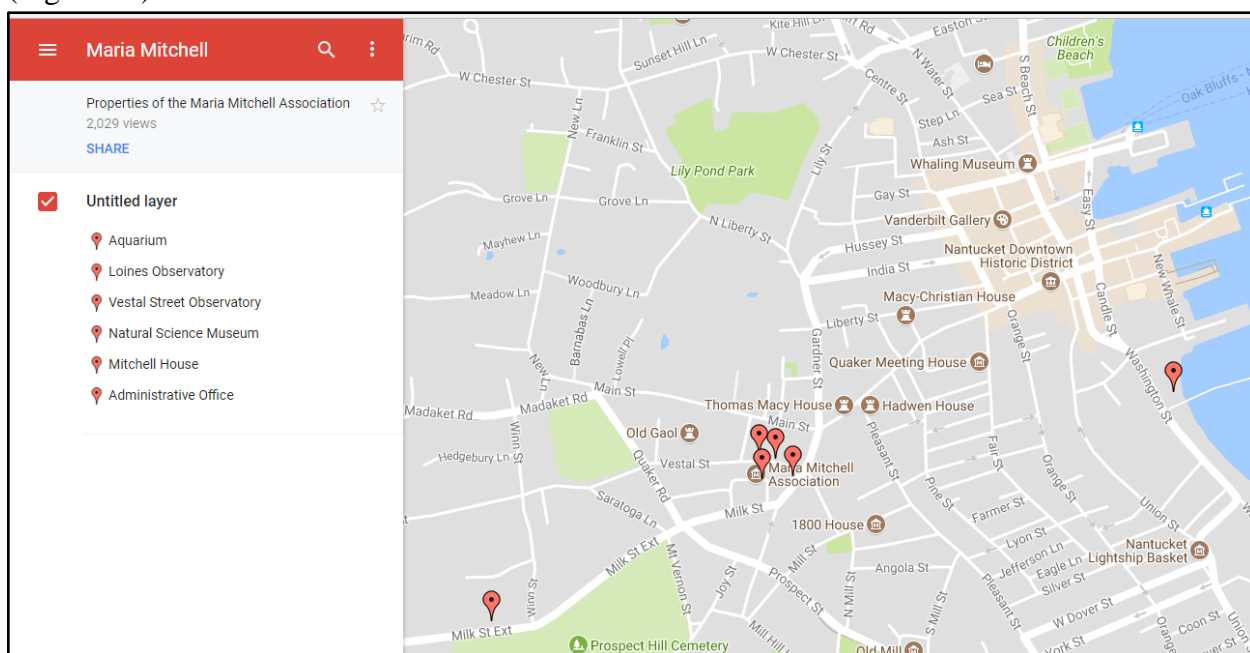 Maria Mitchell
Properties of the Maria Mitchell Association
2,029 views
SHARE
Untitled layer
Aquarium
Loines Observatory
Vestal Street Observatory
Natural Science Museum
Mitchell House
Administrative Office
Kite Hill Ln
Easton St
Children's
Beach
Sunset Hill Ln
W Chester St
W Chester St
Centre St
N Water St
S Beach St
Sea St
Oak Bluffs - N
New Ln
Step Ln
Ash St
Franklin St
Lily St
Whaling Museum
Lily Pond Park
Gay St
Easy St
Grove Ln
Grove Ln
N Liberty St
Vanderbilt Gallery
Mayhew Ln
Hussey St
Nantucket Downtown
Historic District
New Whale St
India St
Woodbury Ln
Meadow Ln
Macy-Christian House
Candle St
Barnabas Ln
Liberty St
Orange St
Gardner St
Lowell Pl
New Ln
Quaker Meeting House
Washington St
Main St
Madaket Rd
Madaket Rd
Thomas Macy House
Hadwen House
Main St
Old Gaol
Winn St
Pleasant St
Fair St
Hedgebury Ln
Vestal St
Quaker Rd
Maria Mitchell
Association
Orange St
Saratoga Ln
Pine St
Milk St
Farmer St
Union St
1800 House
Milk St Ext
Mt Vernon St
Lyon St
Nantucket
Lightship Basket
Jefferson Ln
Eagle Ln
Mill St
Angola St
Silver St
Joy St
Prospect St
N Mill St
S Mill St
Pleasant St
W Dover St
Winn St
Milk St Ext
Coon St
Orange
Prospect Hill Cemetery
Mill Hill
Old Mill
York St